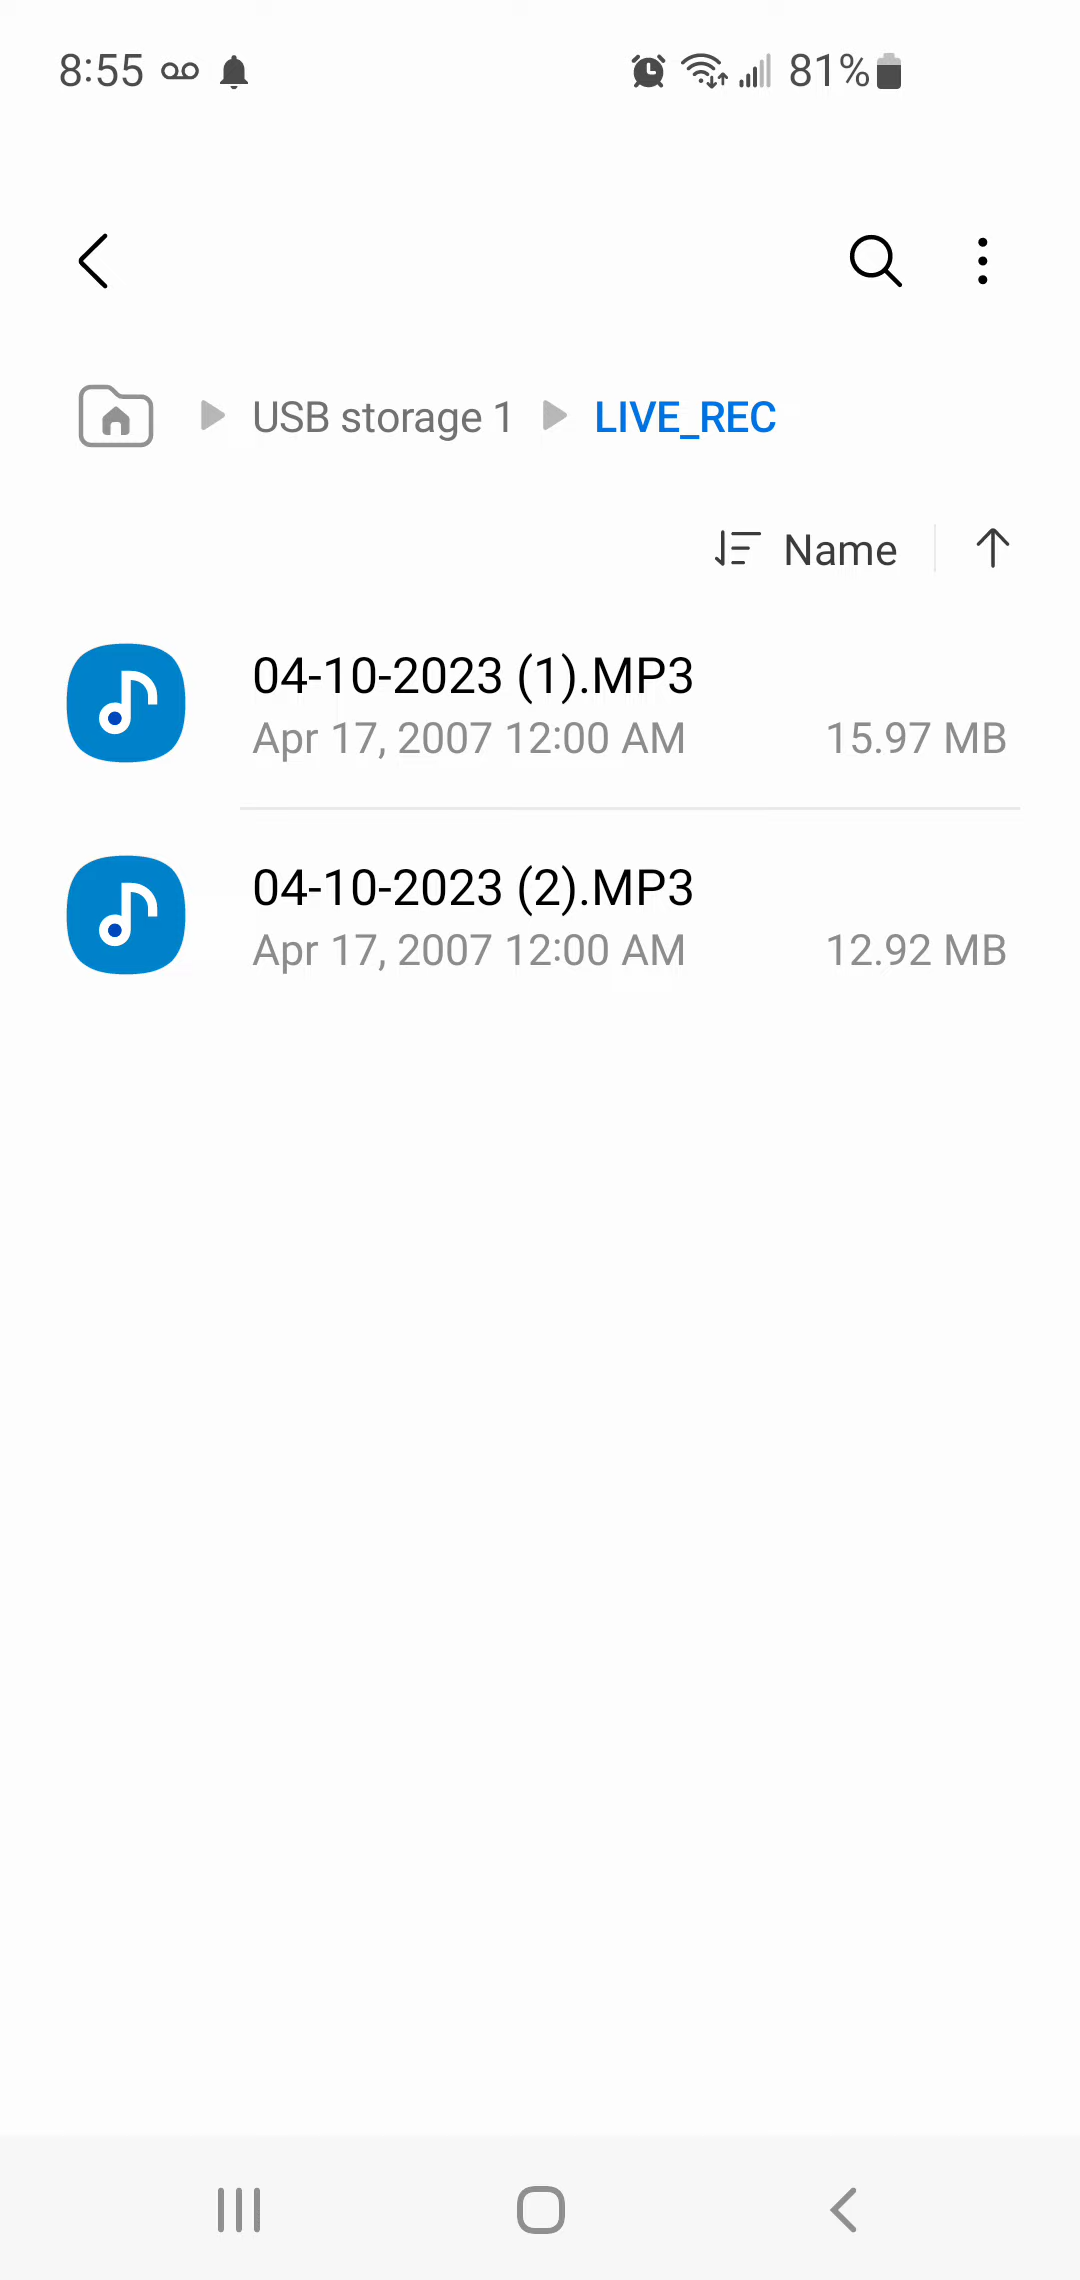 8:55 81%
USB storage 1 LIVE_REC
Name
04-10-2023 (1).MP3
Apr 17, 2007 12:00 AM 15.97 MB
04-10-2023 (2).MP3
Apr 17, 2007 12:00 AM 12.92 MB